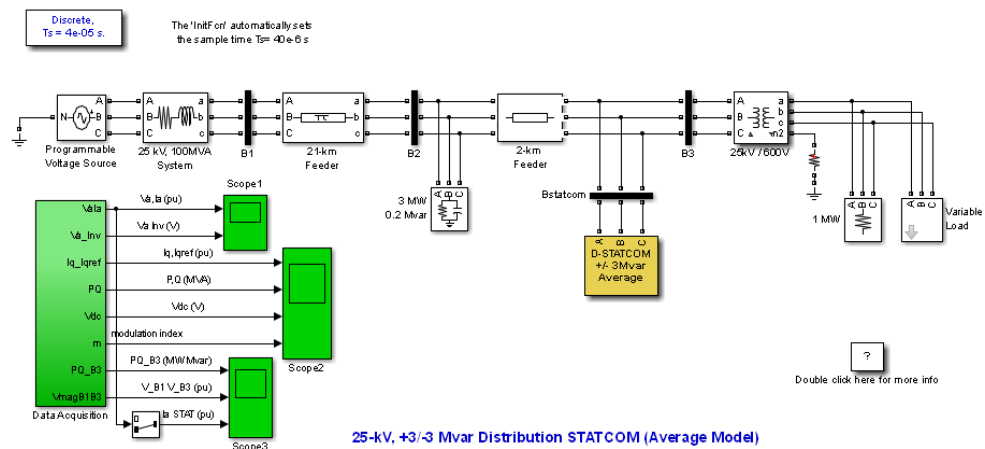 Discrete,
Ts = 4e-05 s.
The 'InitFcn' automatically sets
the sample time Ts= 40e-6 s
N
A
B
C
Programmable
Voltage Source
A
B
C
a
b
c
25 kV, 100MVA
System
B1
A
B
C
a
b
c
21-km
Feeder
B2
A
B
C
3 MW
0.2 Mvar
2-km
Feeder
Bstatcom
A
B
C
D-STATCOM
+/- 3Mvar
Average
B3
A
B
C
a
b
c
n2
25kV / 600V
A
B
C
1 MW
A
B
C
Variable
Load
VaIa
Va_Inv
Iq_Iqref
PQ
Vdc
m
PQ_B3
VmagB1B3
Data Acquisition
Va,Ia (pu)
Va Inv (V)
Iq,Iqref (pu)
P,Q (MVA)
Vdc (V)
modulation index
PQ_B3 (MW Mvar)
V_B1 V_B3 (pu)
Ia STAT (pu)
Scope1
Scope2
Scope3
?
Double click here for more info
25-kV, +3/-3 Mvar Distribution STATCOM (Average Model)